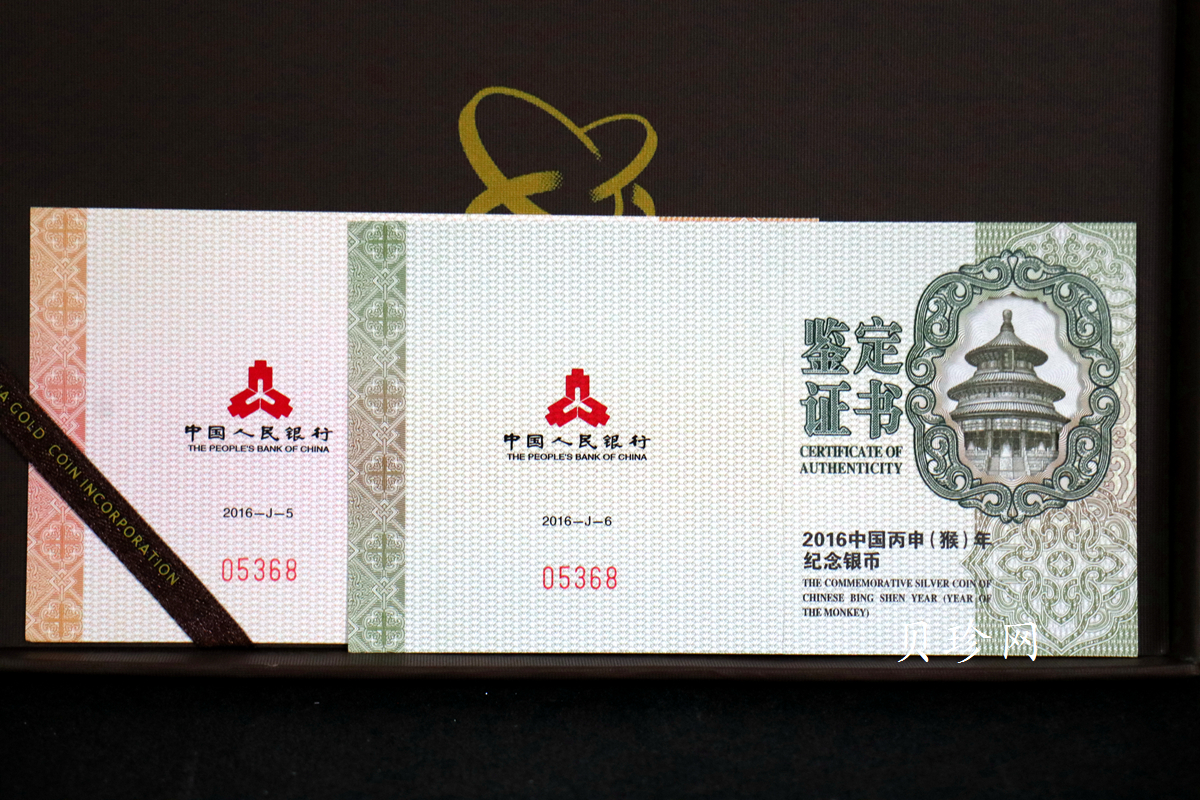 中国人民银行
THE PEOPLE'S BANK OF CHINA
2016—J—5
05368
A GOLD COIN INCORPORATION
中国人民银行
THE PEOPLE'S BANK OF CHINA
2016—J—6
05368
鉴定
证书
CERTIFICATE OF
AUTHENTICITY
2016中国丙申(猴)年
纪念银币
THE COMMEMORATIVE SILVER COIN OF
CHINESE BING SHEN YEAR (YEAR OF
THE MONKEY)
贝珍网